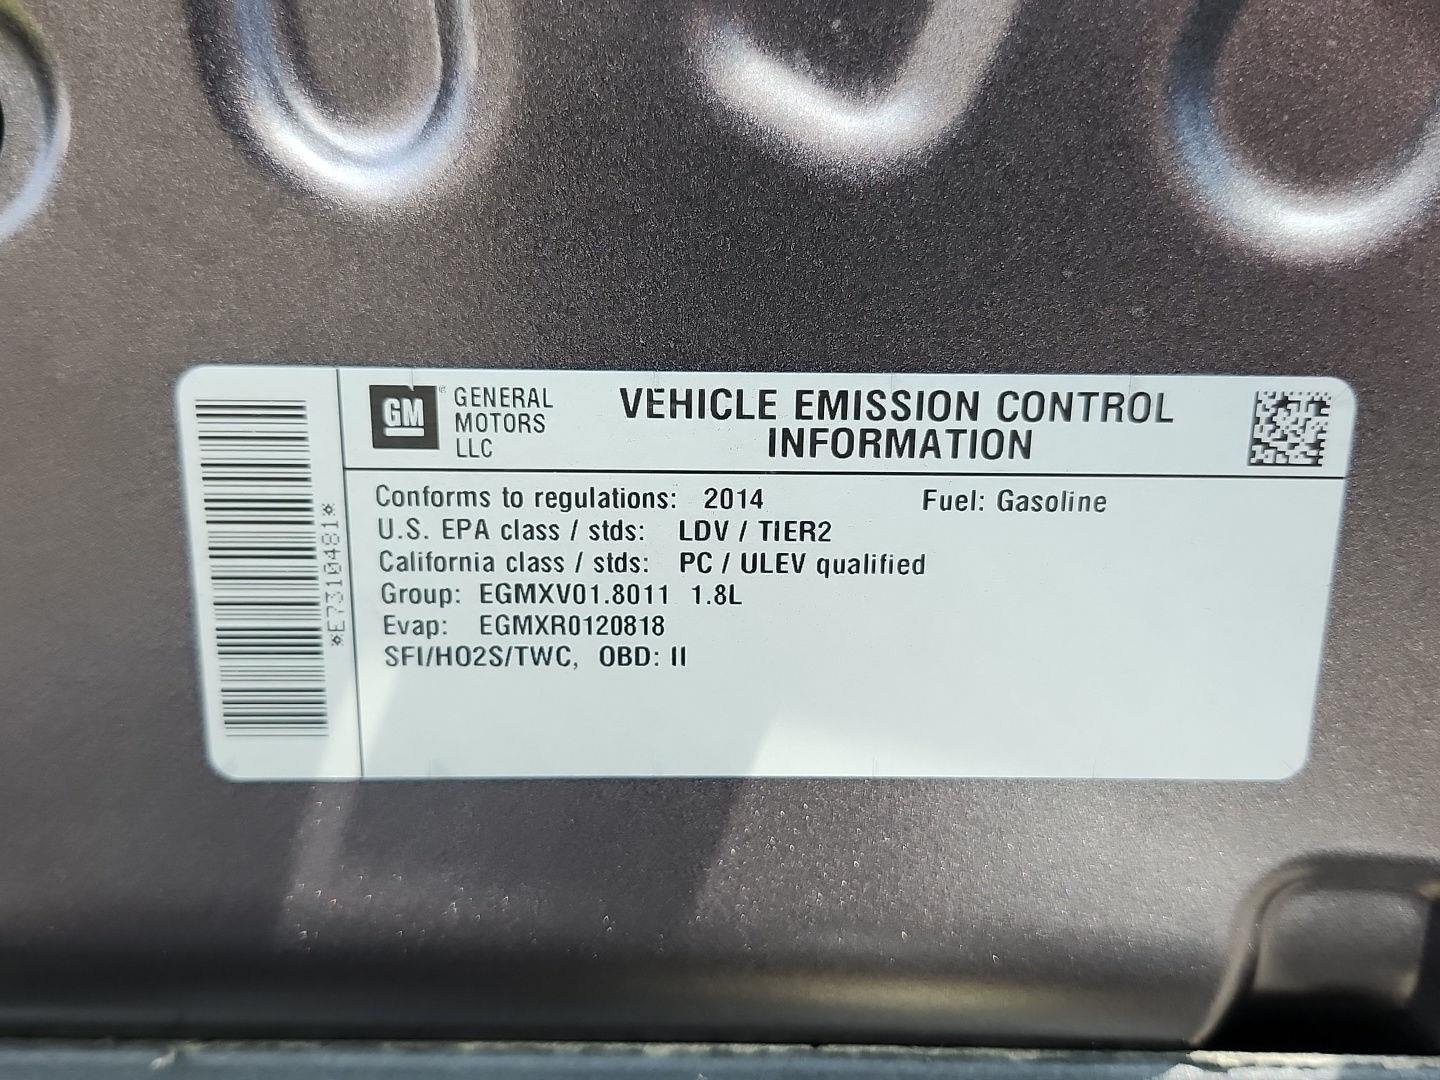 GM
GENERAL
MOTORS
LLC
VEHICLE EMISSION CONTROL
INFORMATION
Conforms to regulations: 2014 Fuel: Gasoline
U.S. EPA class / stds: LDV / TIER2
California class / stds: PC / ULEV qualified
Group: EGMXV01.8011 1.8L
Evap: EGMXR0120818
SFI/HO2S/TWC, OBD: II
*E7310481*